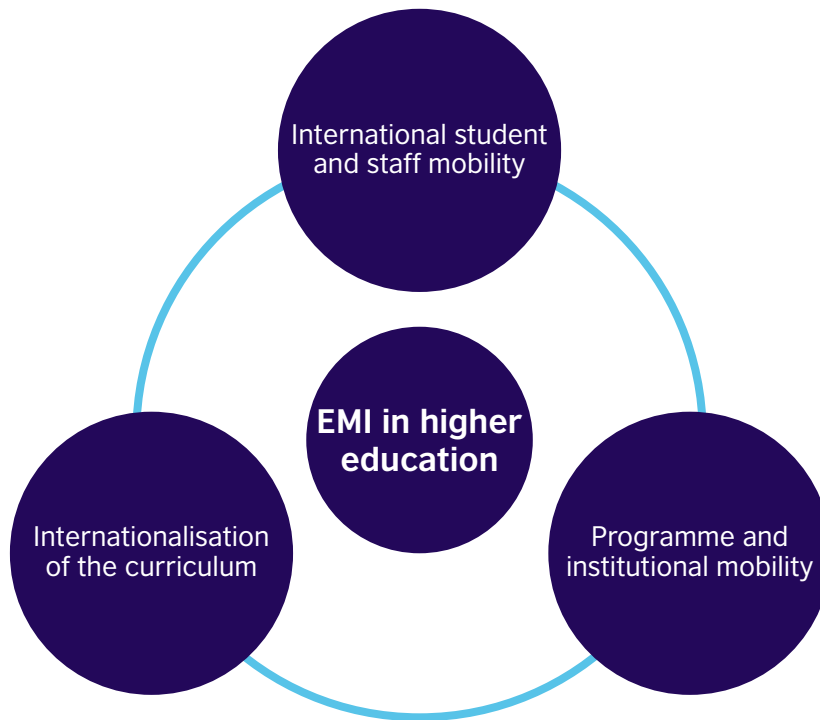 International student
and staff mobility
EMI in higher
education
Internationalisation
of the curriculum
Programme and
institutional mobility